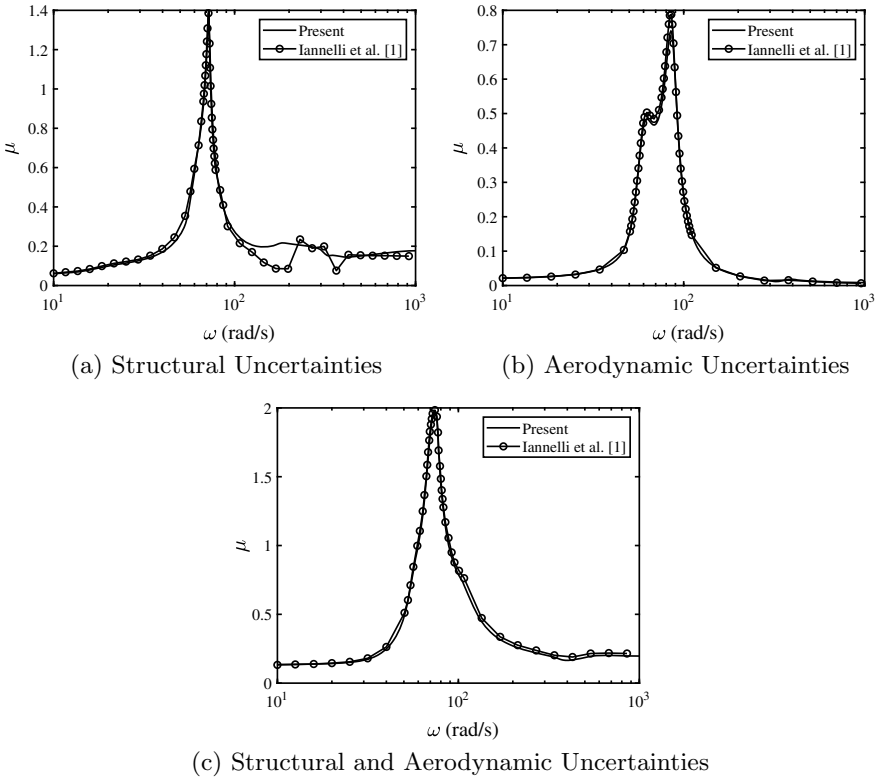 1.4
1.2
1
0.8
0.6
0.4
0.2
0
μ
Present
Iannelli et al. [1]
10^1
10^2
10^3
ω (rad/s)
(a) Structural Uncertainties
0.8
0.7
0.6
0.5
0.4
0.3
0.2
0.1
0
μ
Present
Iannelli et al. [1]
10^1
10^2
10^3
ω (rad/s)
(b) Aerodynamic Uncertainties
2
1.5
1
0.5
0
μ
Present
Iannelli et al. [1]
10^1
10^2
10^3
ω (rad/s)
(c) Structural and Aerodynamic Uncertainties